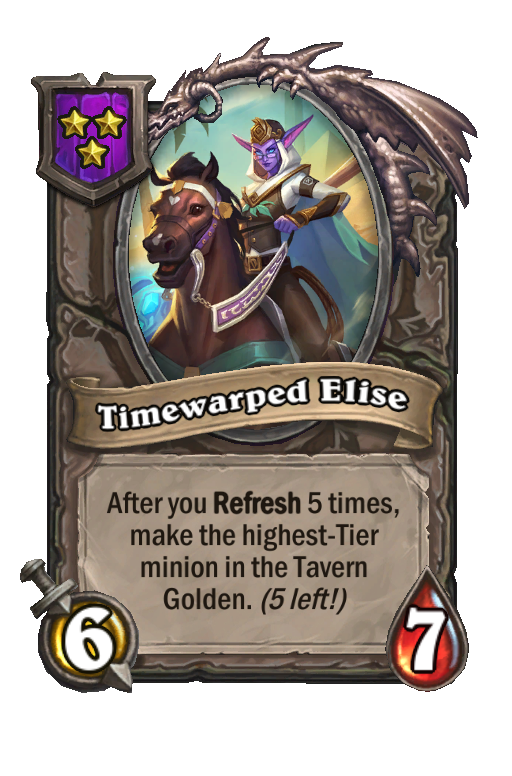 Timewarped Elise
After you Refresh 5 times,
make the highest-Tier
minion in the Tavern
Golden. (5 left!)
6
7